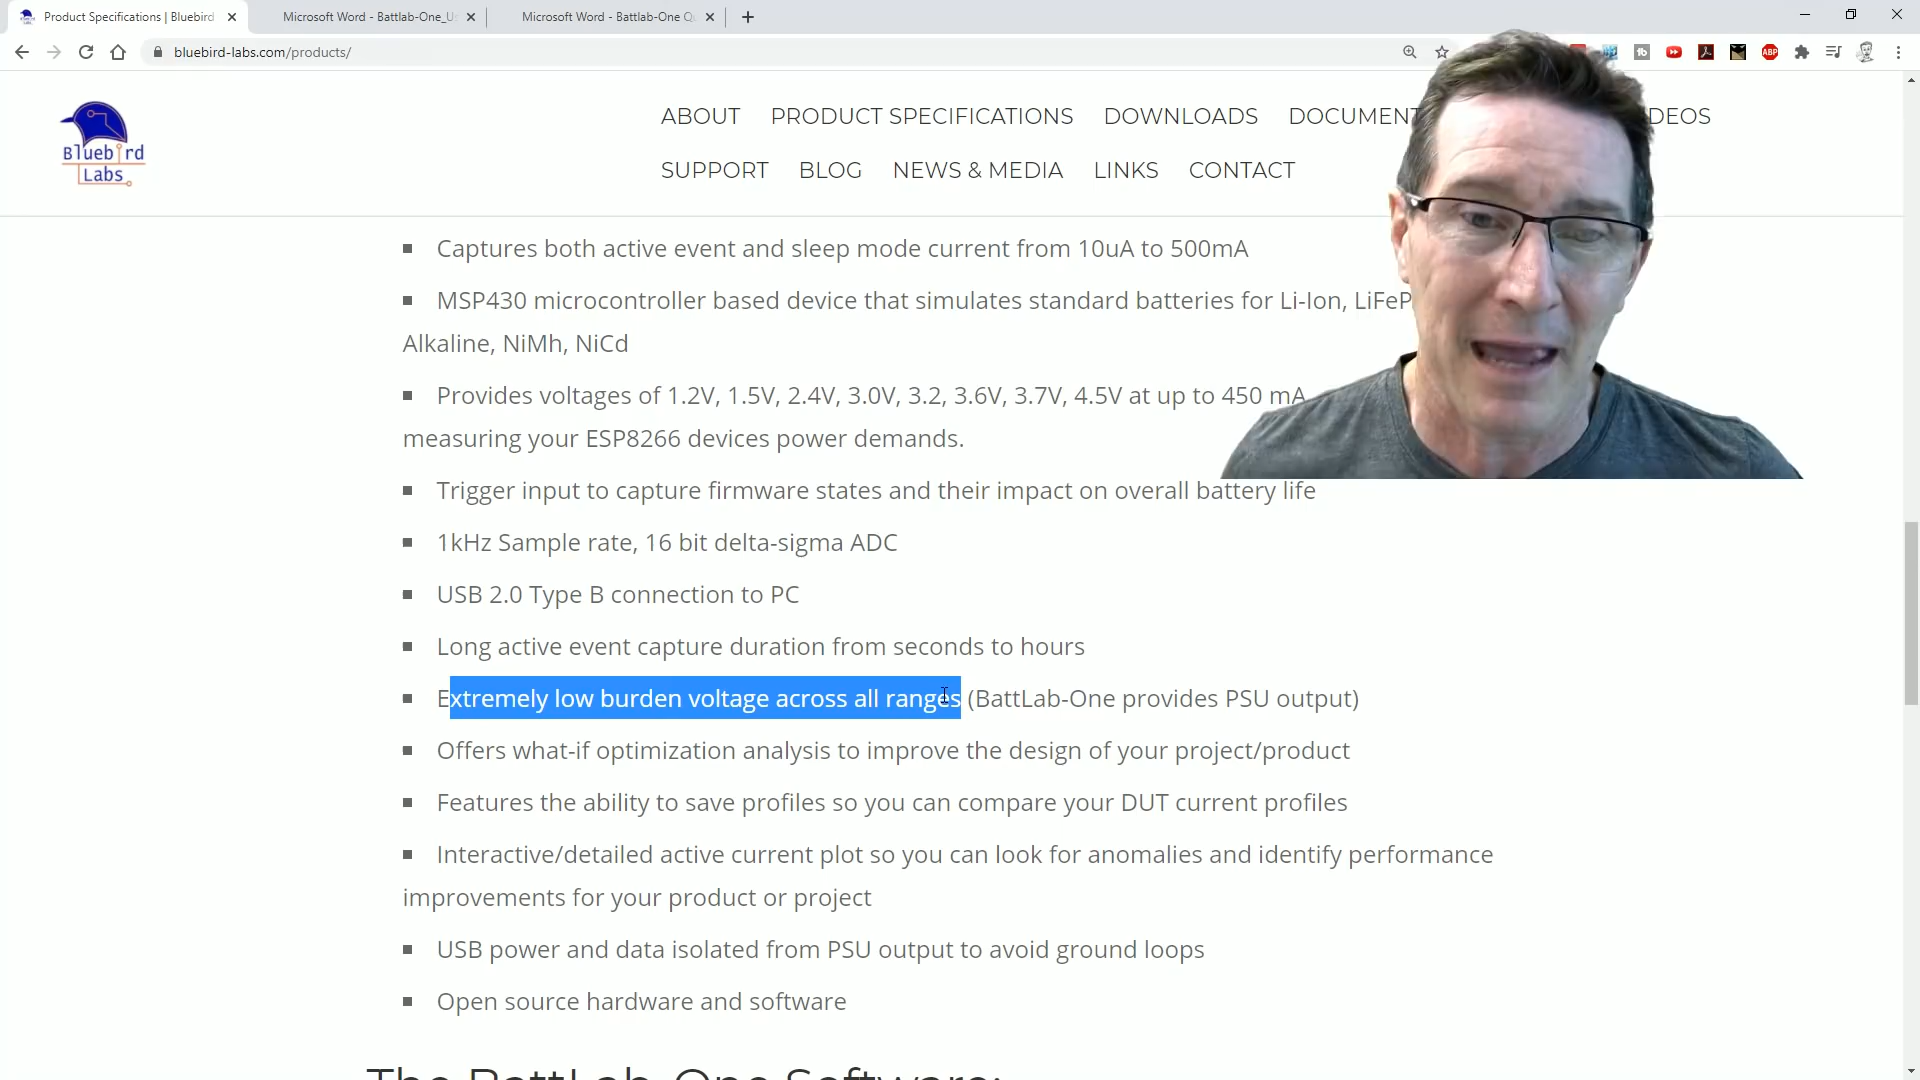 Product Specifications | Bluebird
Microsoft Word - Battlab-One_U
Microsoft Word - Battlab-One Q
bluebird-labs.com/products/
Bluebird
Labs
ABOUT PRODUCT SPECIFICATIONS DOWNLOADS DOCUMENT DEOS
SUPPORT BLOG NEWS & MEDIA LINKS CONTACT
Captures both active event and sleep mode current from 10uA to 500mA
MSP430 microcontroller based device that simulates standard batteries for Li-Ion, LiFeP
Alkaline, NiMh, NiCd
Provides voltages of 1.2V, 1.5V, 2.4V, 3.0V, 3.2, 3.6V, 3.7V, 4.5V at up to 450 mA
measuring your ESP8266 devices power demands.
Trigger input to capture firmware states and their impact on overall battery life
1kHz Sample rate, 16 bit delta-sigma ADC
USB 2.0 Type B connection to PC
Long active event capture duration from seconds to hours
Extremely low burden voltage across all ranges (BattLab-One provides PSU output)
Offers what-if optimization analysis to improve the design of your project/product
Features the ability to save profiles so you can compare your DUT current profiles
Interactive/detailed active current plot so you can look for anomalies and identify performance
improvements for your product or project
USB power and data isolated from PSU output to avoid ground loops
Open source hardware and software
The BattLab-One Software:
ABP